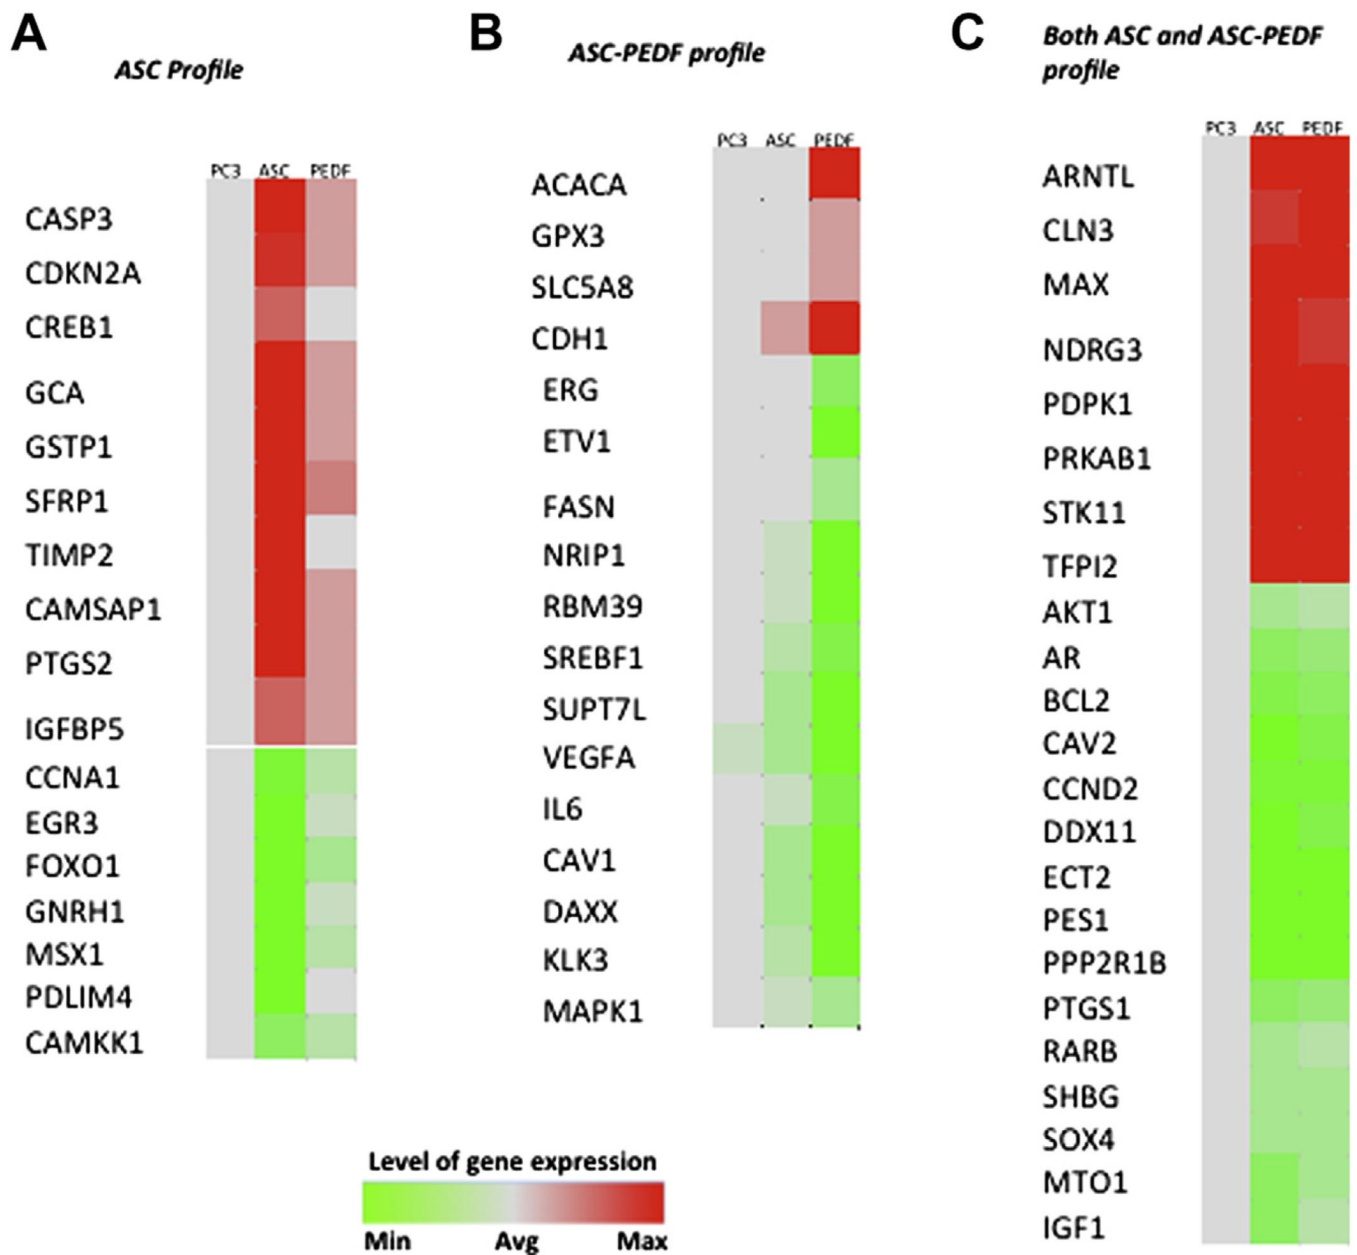 A
ASC Profile
PC3 ASC PEDF
CASP3
CDKN2A
CREB1
GCA
GSTP1
SFRP1
TIMP2
CAMSAP1
PTGS2
IGFBP5
CCNA1
EGR3
FOXO1
GNRH1
MSX1
PDLIM4
CAMKK1
B
ASC-PEDF profile
PC3 ASC PEDF
ACACA
GPX3
SLC5A8
CDH1
ERG
ETV1
FASN
NRIP1
RBM39
SREBF1
SUPT7L
VEGFA
IL6
CAV1
DAXX
KLK3
MAPK1
C
Both ASC and ASC-PEDF
profile
PC3 ASC PEDF
ARNTL
CLN3
MAX
NDRG3
PDPK1
PRKAB1
STK11
TFPI2
AKT1
AR
BCL2
CAV2
CCND2
DDX11
ECT2
PES1
PPP2R1B
PTGS1
RARB
SHBG
SOX4
MTO1
IGF1
Level of gene expression
Min Avg Max